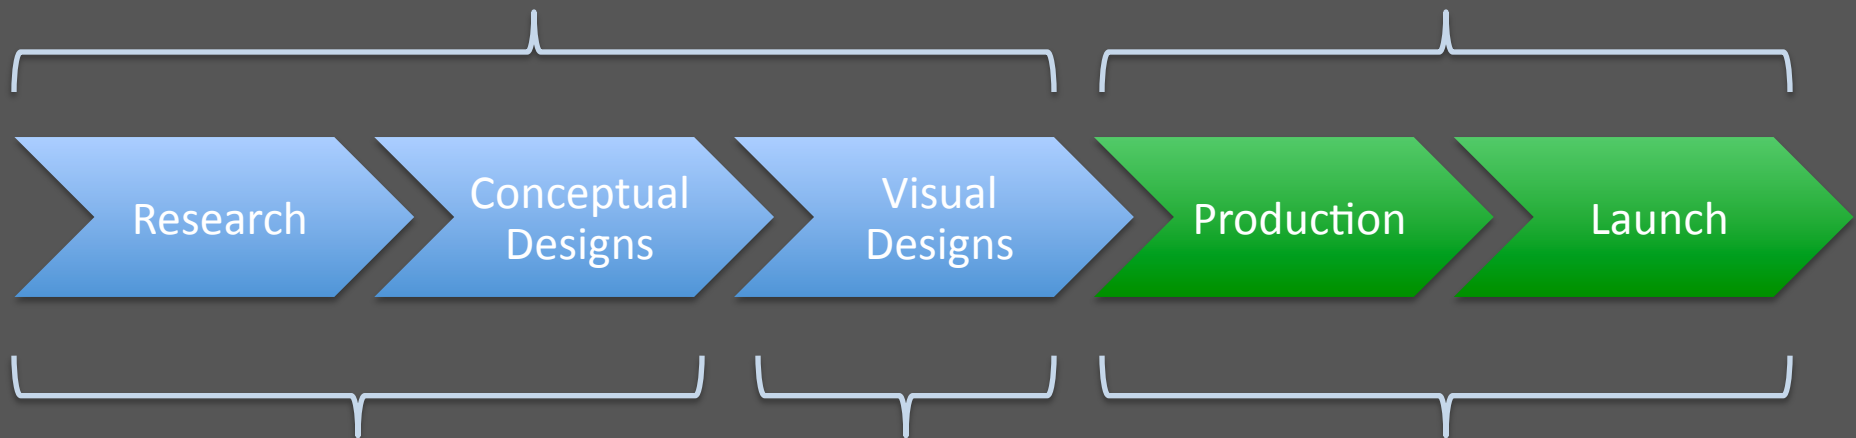 Research
Conceptual
Designs
Visual
Designs
Production
Launch